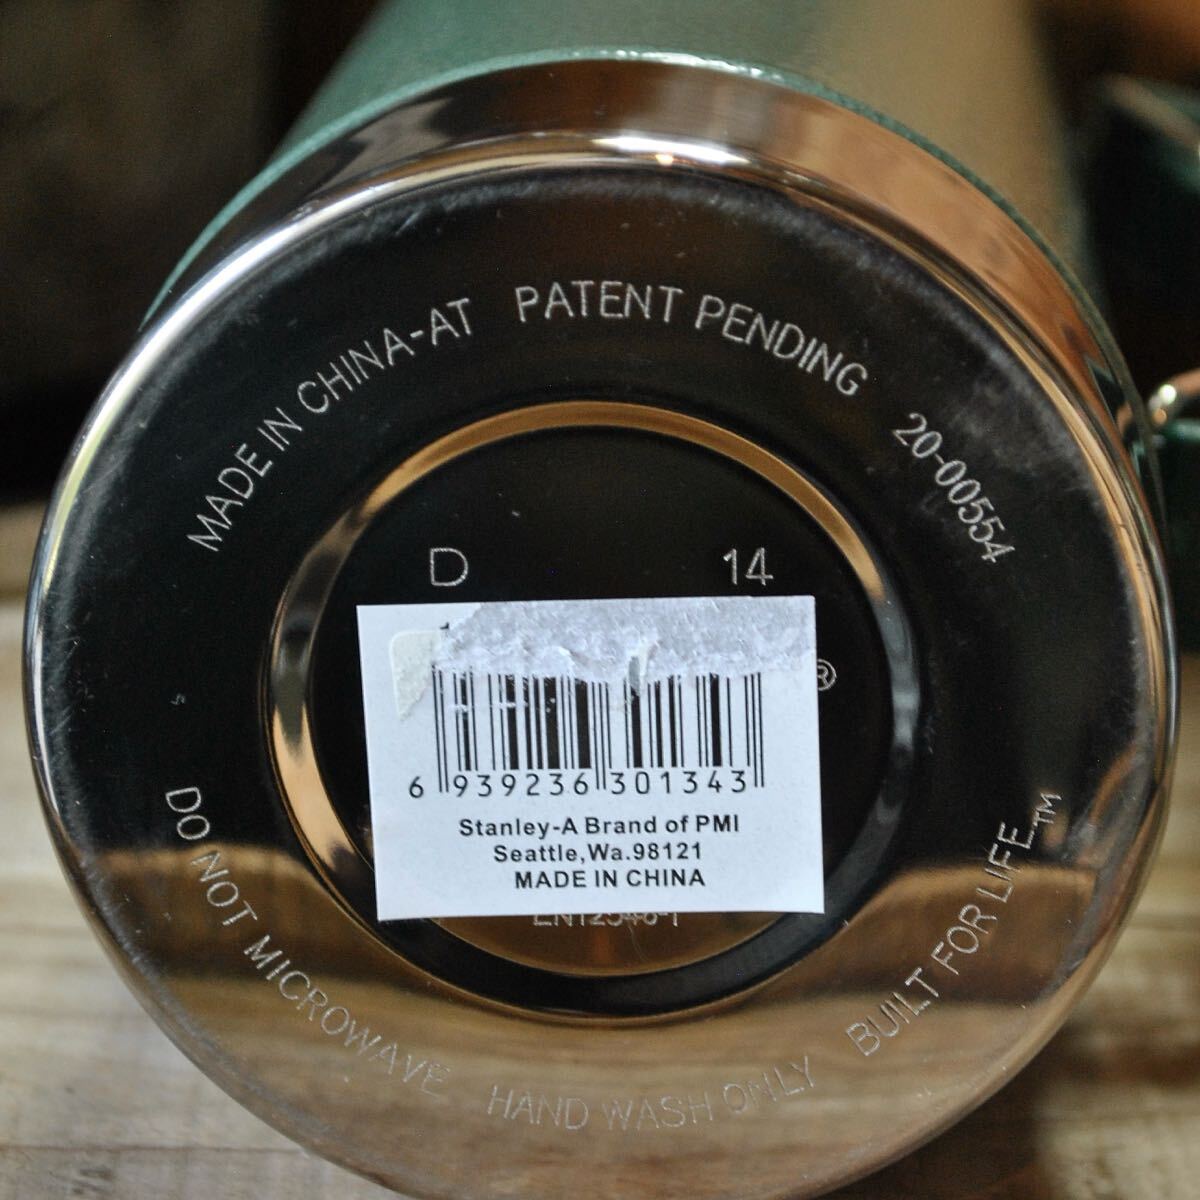 MADE IN CHINA-AT PATENT PENDING 20-00554
D 14
®
6 939236 301343
Stanley-A Brand of PMI
Seattle,Wa.98121
MADE IN CHINA
DO NOT MICROWAVE HAND WASH ONLY BUILT FOR LIFE™